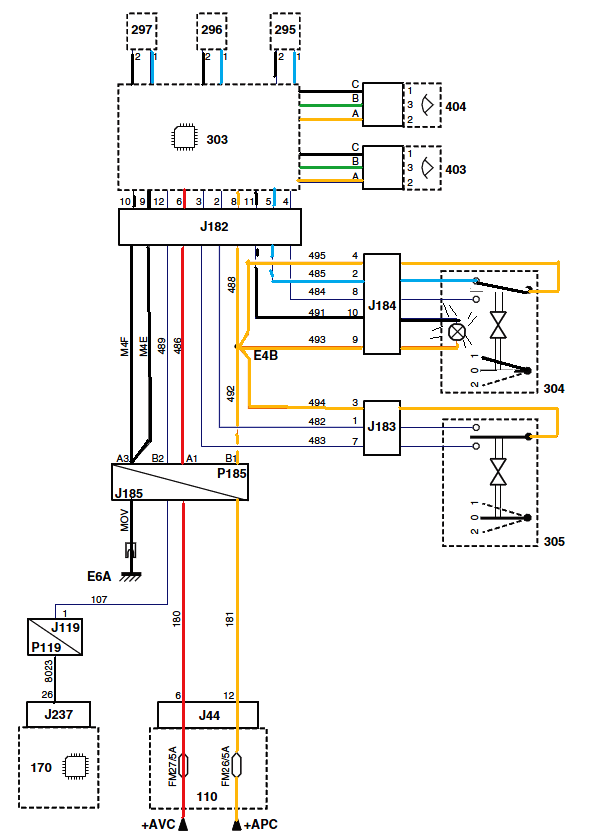 297 296 295
2 1 2 1 2 1
C
B
A
1
3
2
404
303
C
B
A
1
3
2
403
10 9 12 6 3 2 8 11 5 4
J182
495 4
485 2
484 8
491 10
493 9
J184
488
M4F
M4E
489
486
E4B
492
1
0
2
304
494 3
482 1
483 7
J183
1
0
2
305
A3 B2 A1 B1
P185
J185
MOV
E6A
107
1
J119
P119
180
181
8023
26
J237
6 12
J44
170
FM27/5A
FM26/5A
110
+AVC
+APC